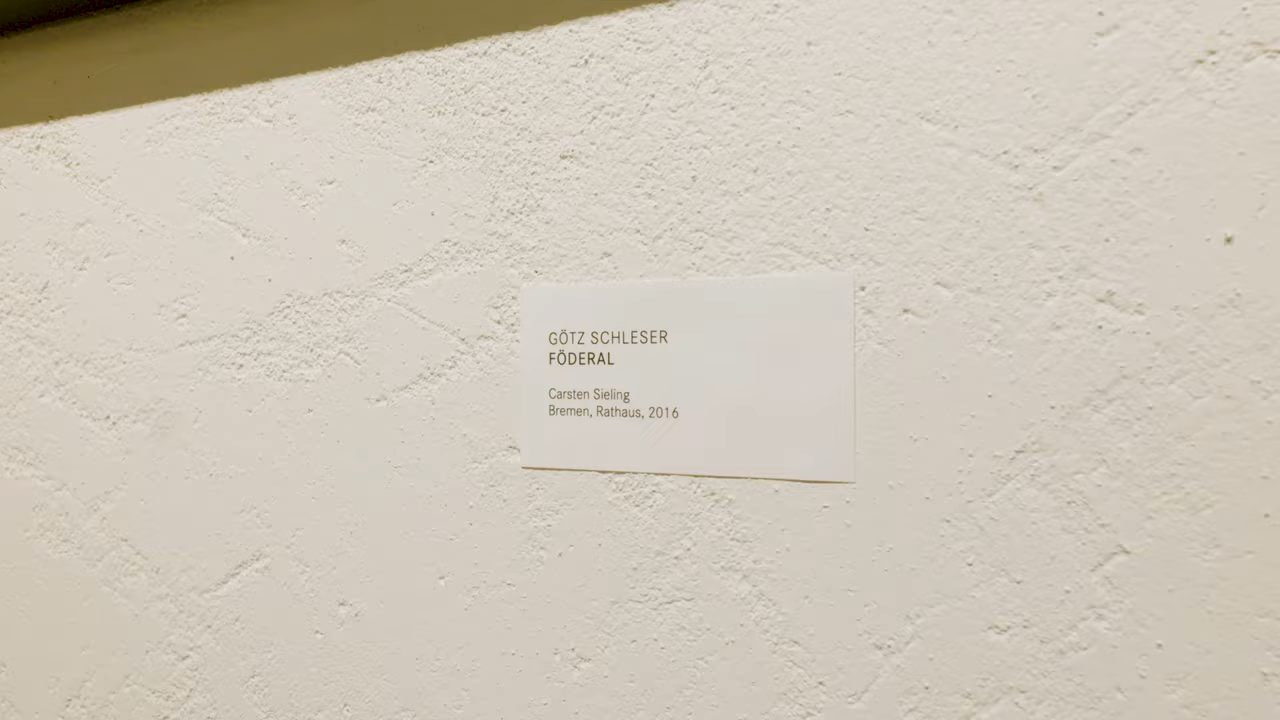 GÖTZ SCHLESER
FÖDERAL
Carsten Sieling
Bremen, Rathaus, 2016